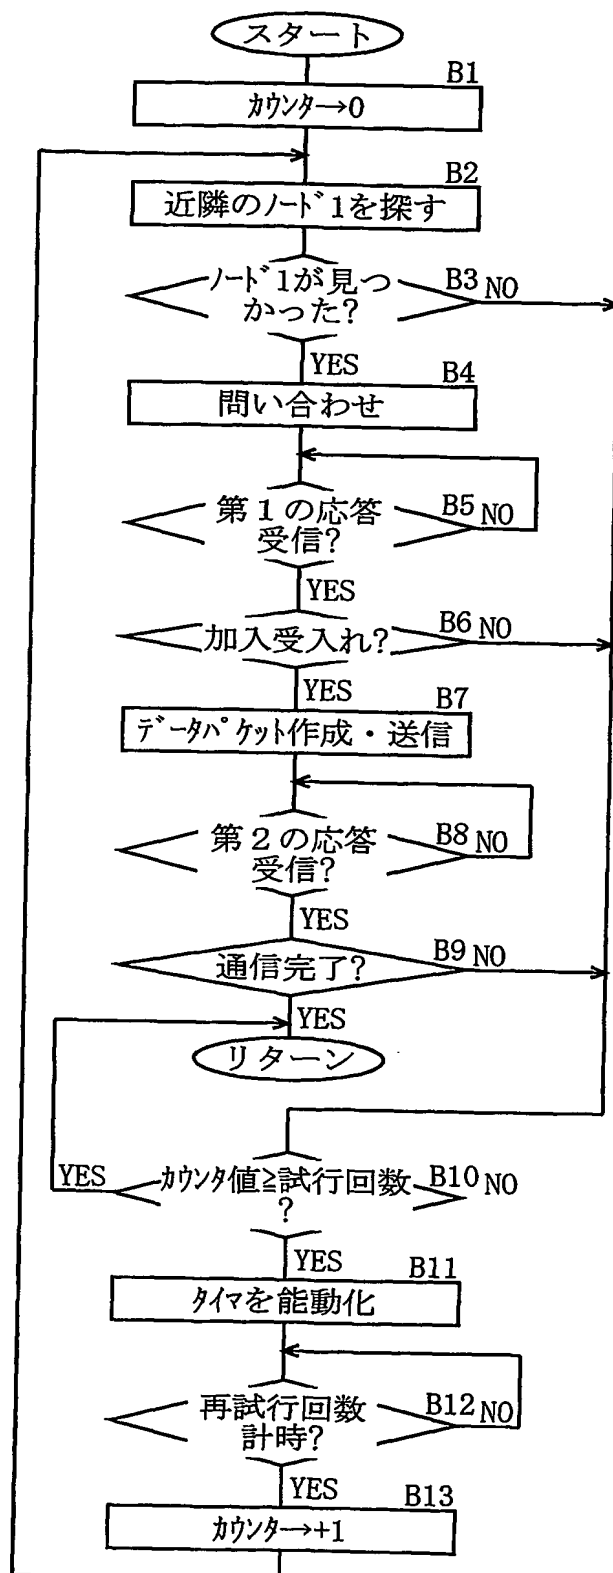 スタート
B1
カウンタ→0
B2
近隣のノード1を探す
ノード1が見つ
かった?
B3 NO
YES
B4
問い合わせ
第1の応答
受信?
B5 NO
YES
加入受入れ?
B6 NO
YES
B7
データパケット作成・送信
第2の応答
受信?
B8 NO
YES
通信完了?
B9 NO
YES
リターン
YES
カウンタ値≧試行回数
?
B10 NO
YES
B11
タイマを能動化
再試行回数
計時?
B12 NO
YES
B13
カウンタ→+1